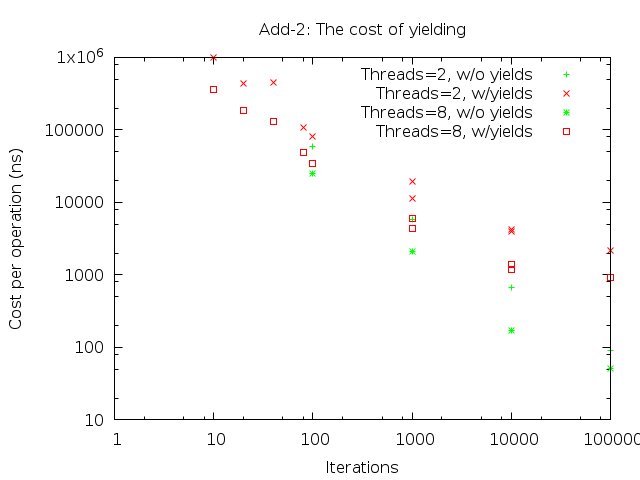 Add-2: The cost of yielding
Threads=2, w/o yields
Threads=2, w/yields
Threads=8, w/o yields
Threads=8, w/yields
1x10⁶
100000
10000
1000
100
10
Cost per operation (ns)
1 10 100 1000 10000 100000
Iterations